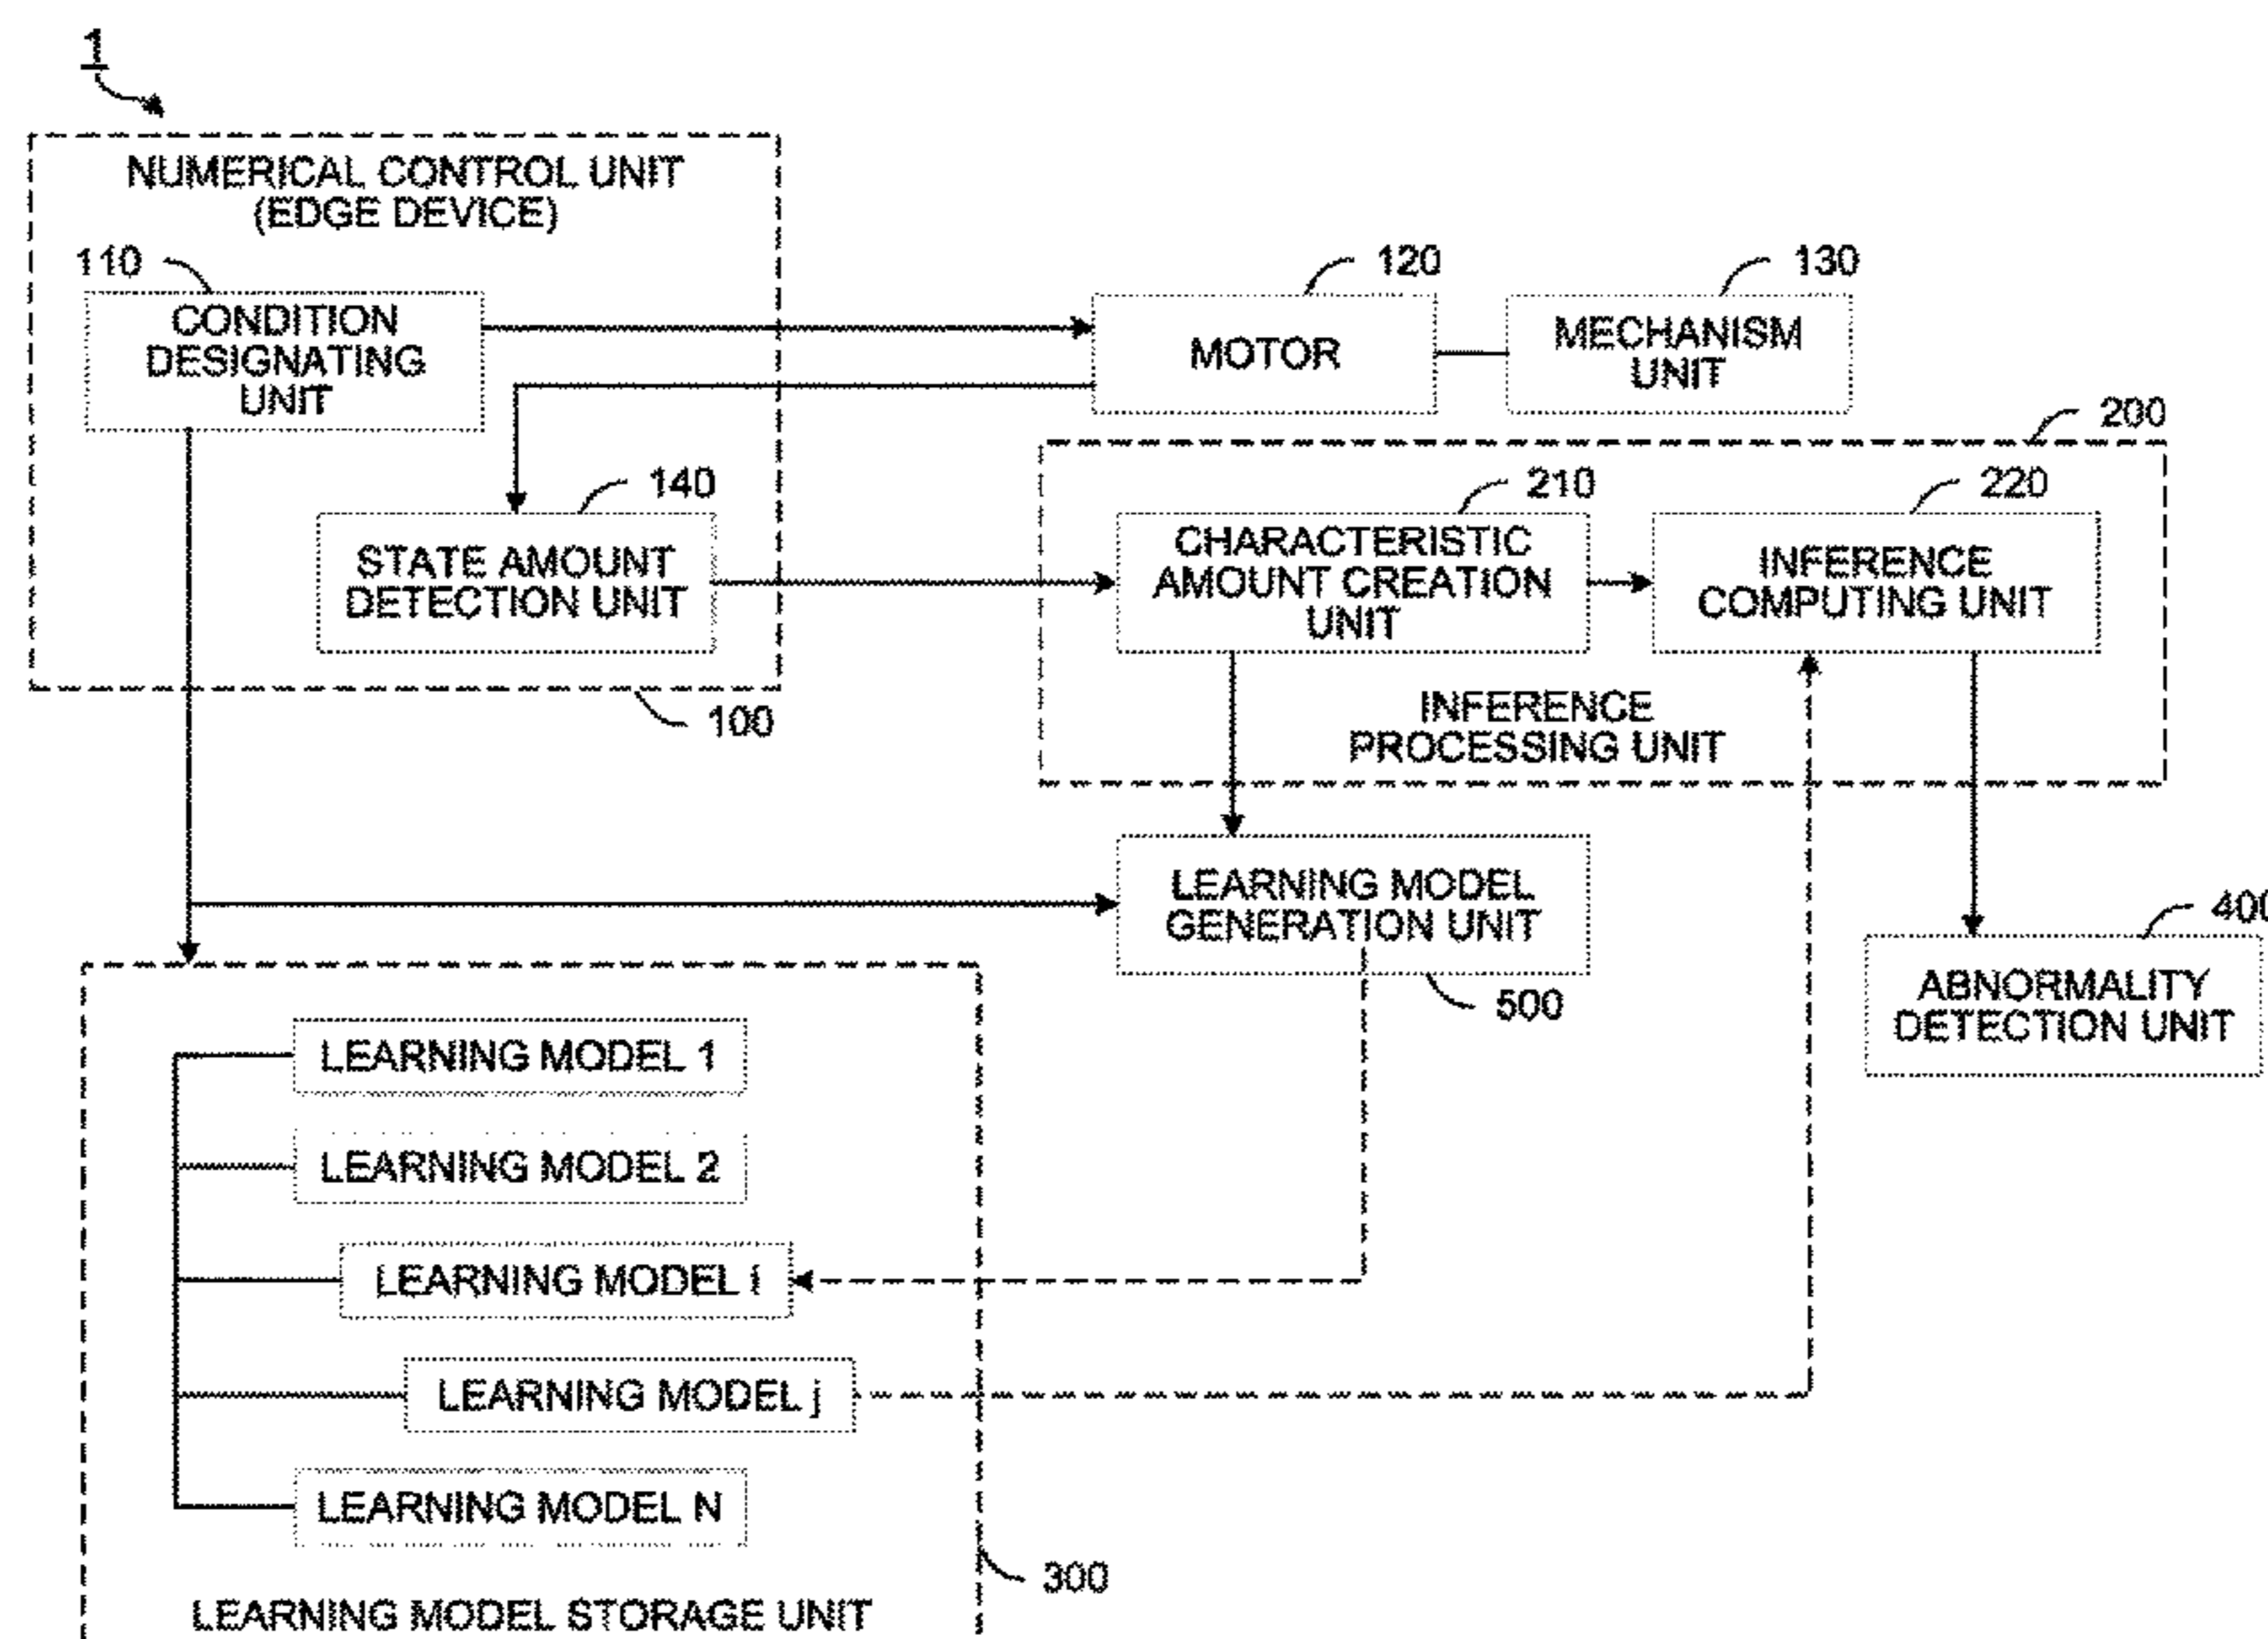 1
NUMERICAL CONTROL UNIT
(EDGE DEVICE)
110
CONDITION
DESIGNATING
UNIT
120
MOTOR
130
MECHANISM
UNIT
140
STATE AMOUNT
DETECTION UNIT
100
200
210
CHARACTERISTIC
AMOUNT CREATION
UNIT
220
INFERENCE
COMPUTING UNIT
INFERENCE
PROCESSING UNIT
LEARNING MODEL
GENERATION UNIT
500
400
ABNORMALITY
DETECTION UNIT
LEARNING MODEL 1
LEARNING MODEL 2
LEARNING MODEL i
LEARNING MODEL j
LEARNING MODEL N
300
LEARNING MODEL STORAGE UNIT